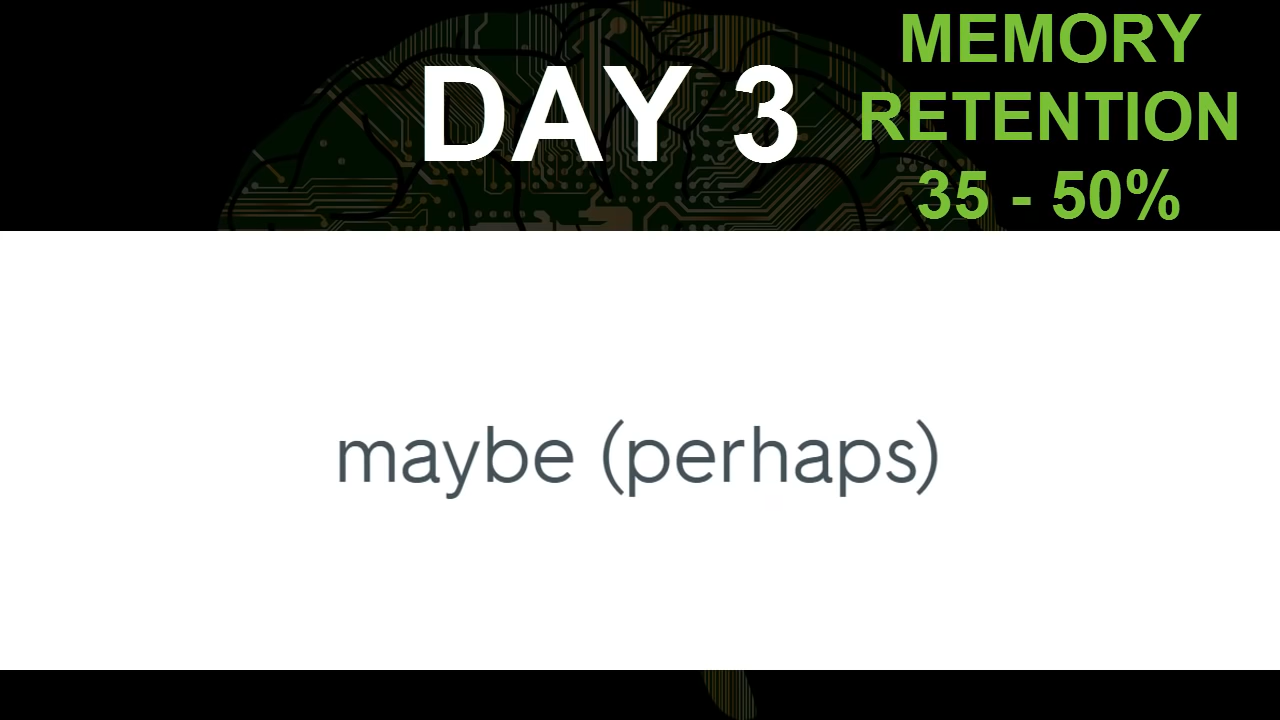 DAY 3
MEMORY
RETENTION
35 - 50%
maybe (perhaps)